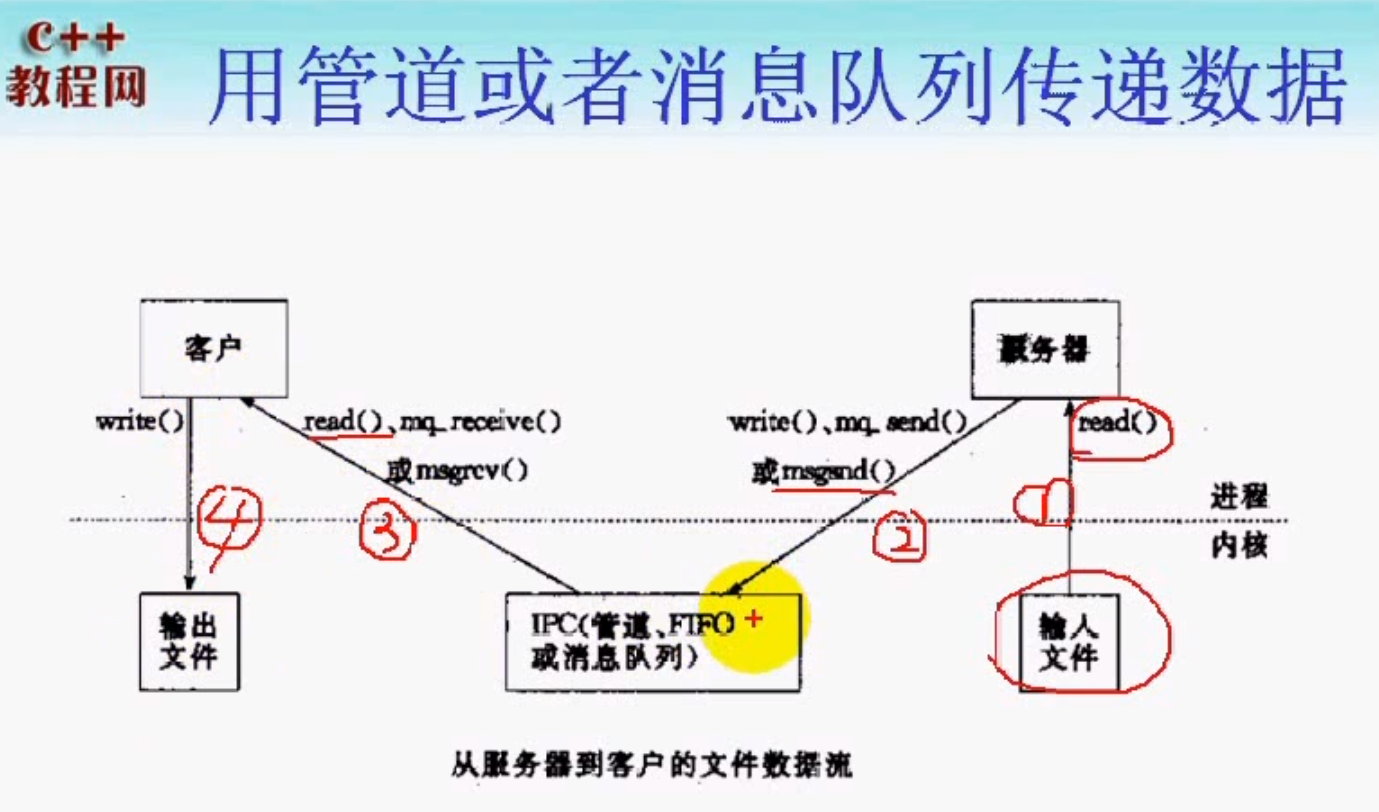 C++
教程网
用管道或者消息队列传递数据
客户
服务器
write()
read()、mq_receive()
或msgrcv()
write()、mq_send()
或msgsnd()
read()
4
3
2
1
进程
内核
输出
文件
IPC(管道、FIFO
或消息队列)
输入
文件
从服务器到客户的文件数据流